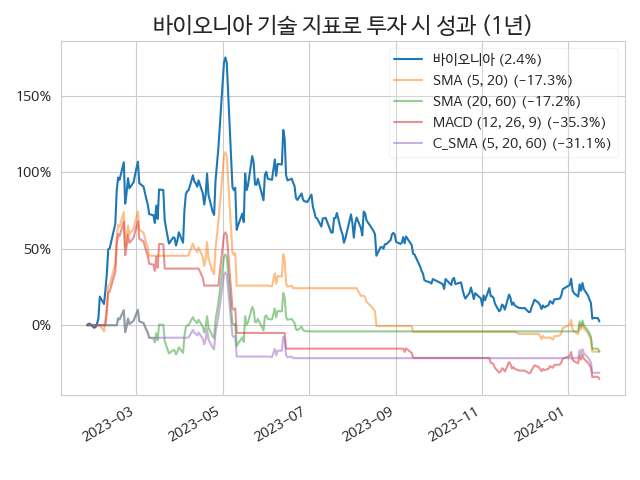 바이오니아 기술 지표로 투자 시 성과 (1년)
바이오니아 (2.4%)
SMA (5, 20) (-17.3%)
SMA (20, 60) (-17.2%)
MACD (12, 26, 9) (-35.3%)
C_SMA (5, 20, 60) (-31.1%)
150%
100%
50%
0%
2023-03
2023-05
2023-07
2023-09
2023-11
2024-01